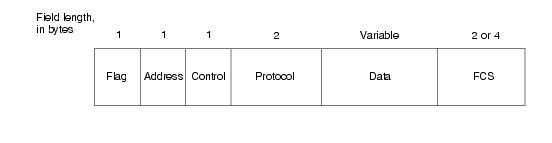 Field length,
in bytes
1 1 1 2 Variable 2 or 4
Flag Address Control Protocol Data FCS